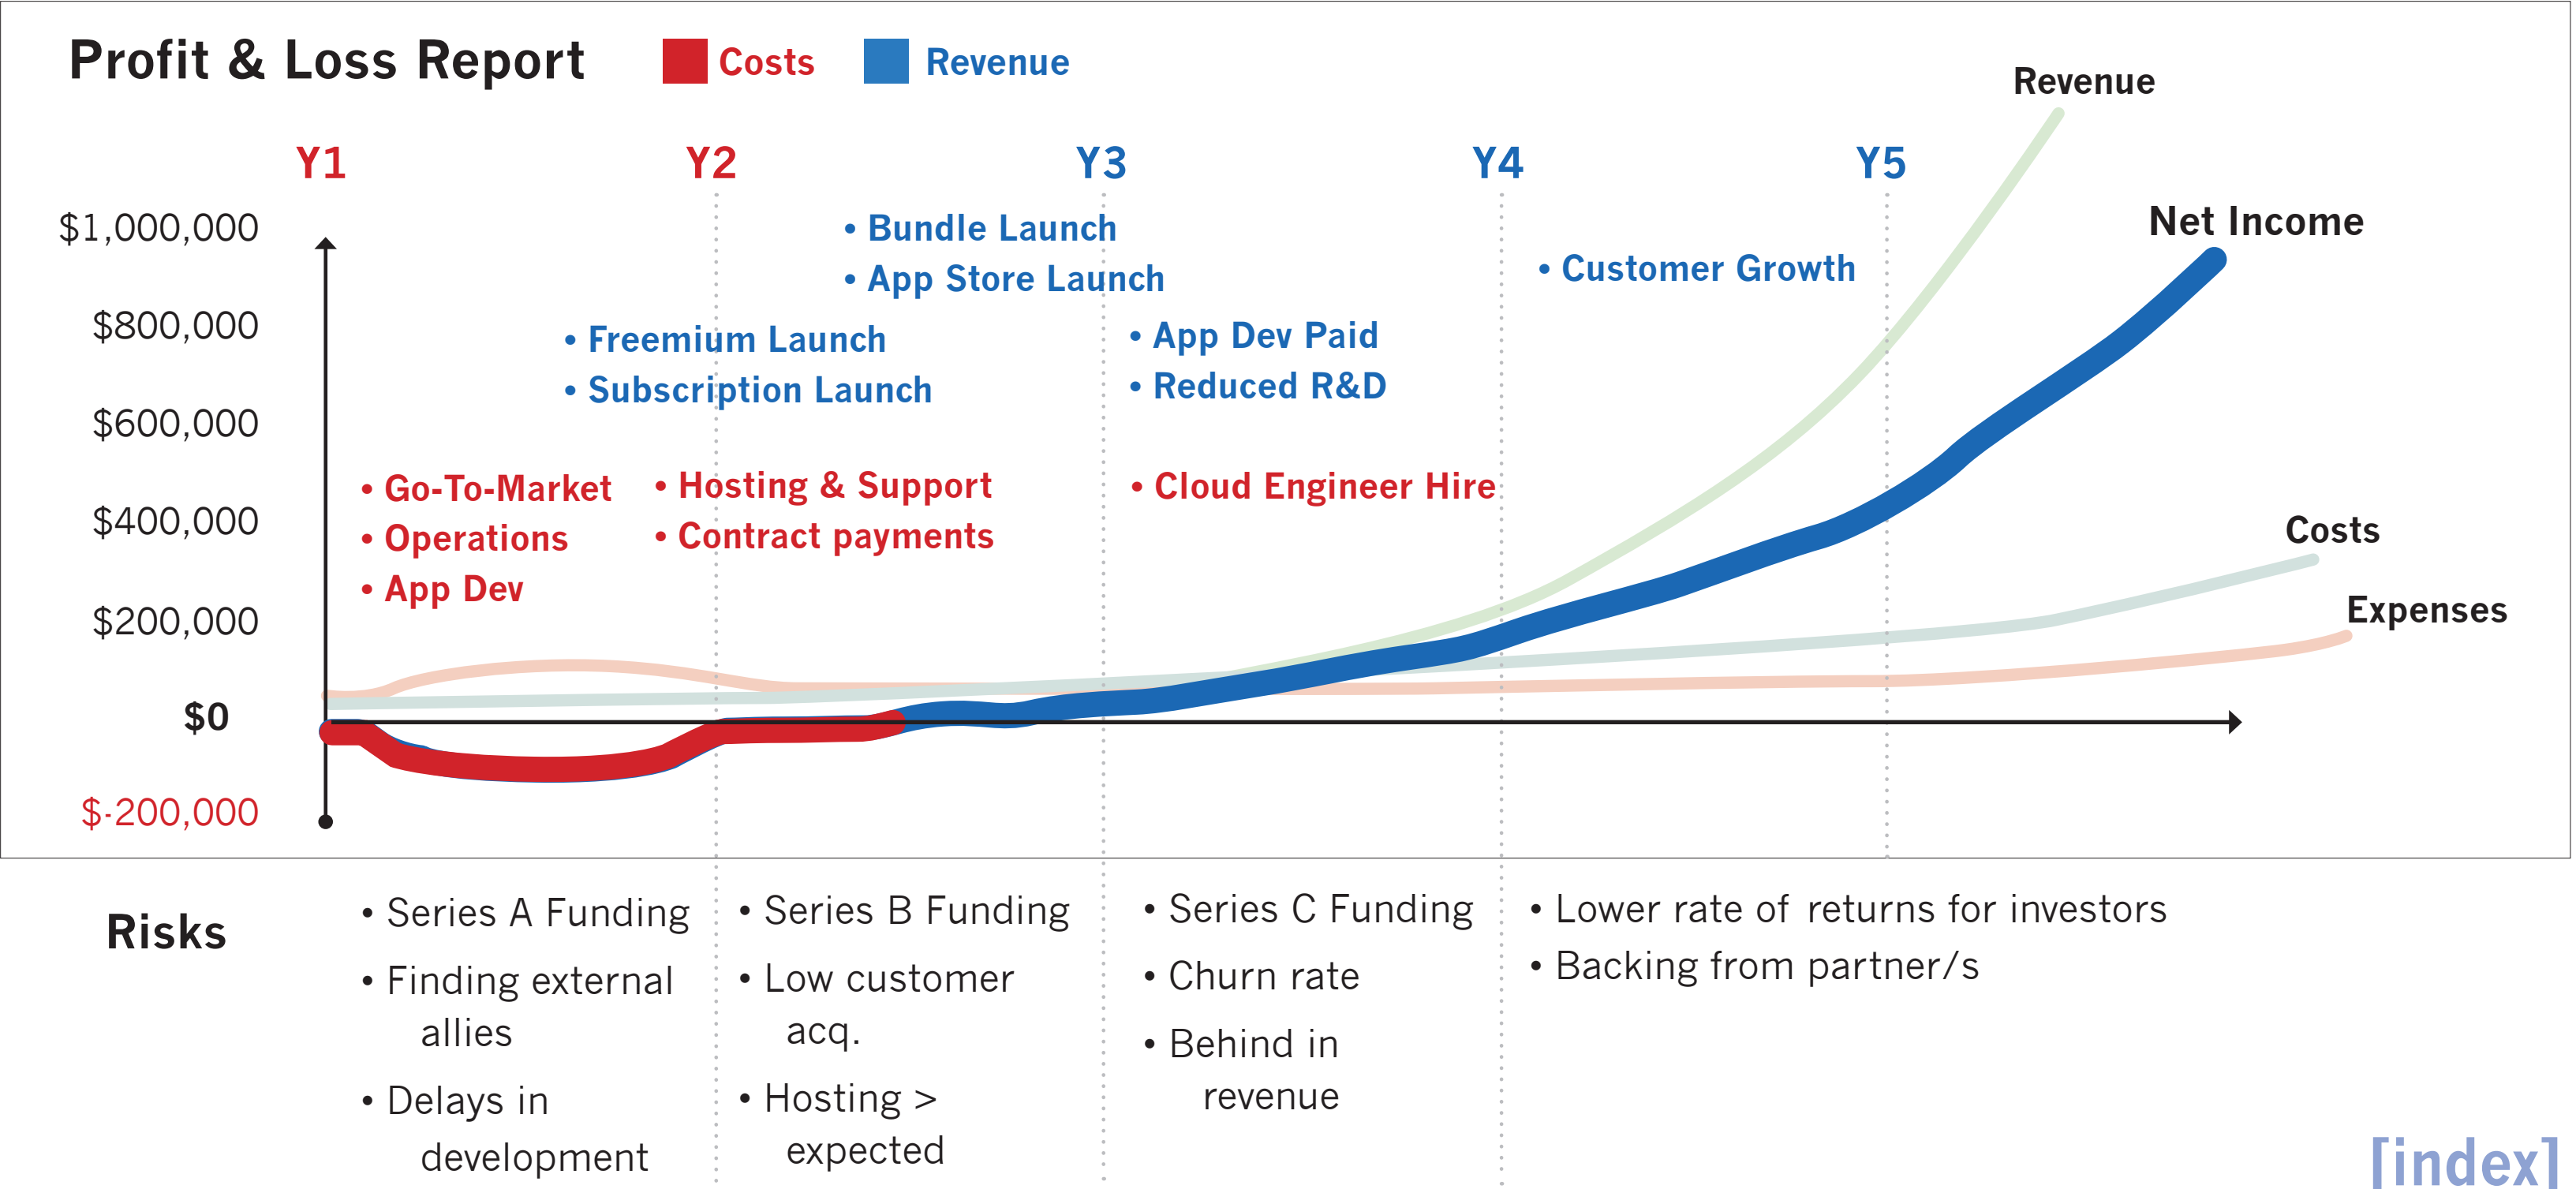 Profit & Loss Report
Costs
Revenue
Revenue
Y1
Y2
Y3
Y4
Y5
$1,000,000
$800,000
$600,000
$400,000
$200,000
$0
$-200,000
• Bundle Launch
• App Store Launch
• Freemium Launch
• Subscription Launch
• App Dev Paid
• Reduced R&D
• Customer Growth
Net Income
• Go-To-Market
• Operations
• App Dev
• Hosting & Support
• Contract payments
• Cloud Engineer Hire
Costs
Expenses
Risks
• Series A Funding
• Finding external
allies
• Delays in
development
• Series B Funding
• Low customer
acq.
• Hosting >
expected
• Series C Funding
• Churn rate
• Behind in
revenue
• Lower rate of returns for investors
• Backing from partner/s
[index]